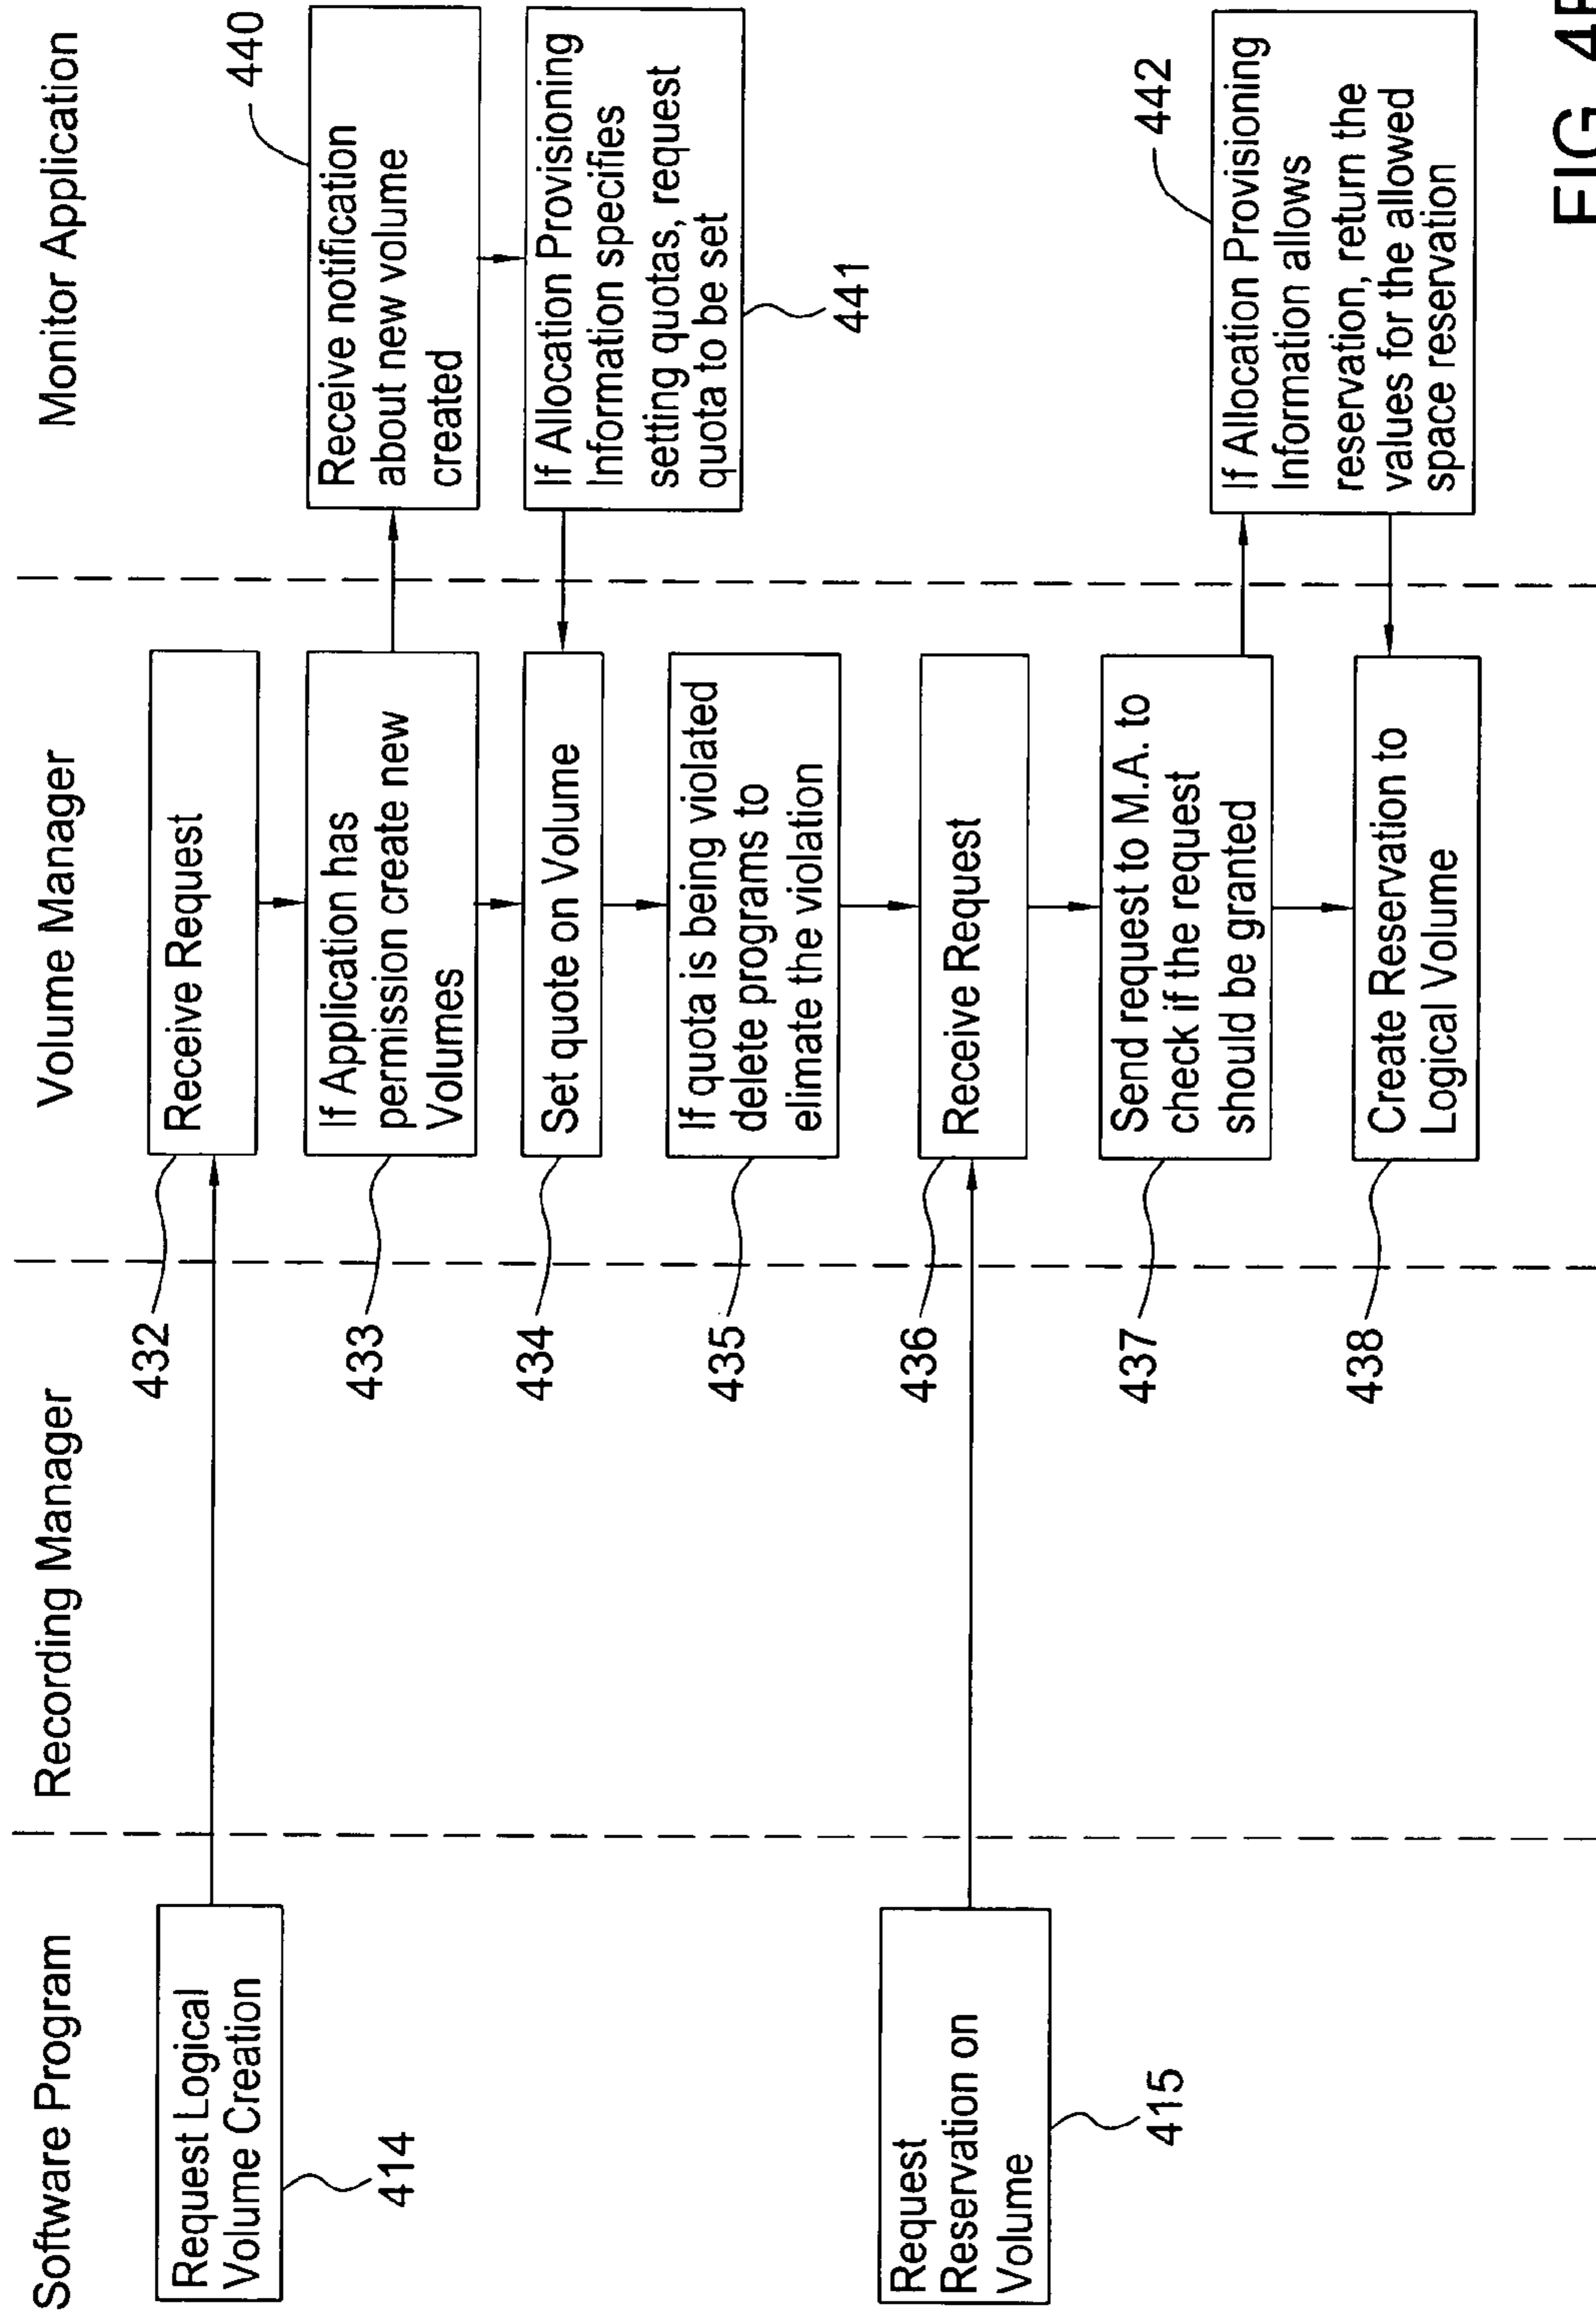 Software Program
Recording Manager
Volume Manager
Monitor Application
Request Logical
Volume Creation
414
432
Receive Request
433
If Application has
permission create new
Volumes
440
Receive notification
about new volume
created
If Allocation Provisioning
Information specifies
setting quotas, request
quota to be set
441
434
Set quote on Volume
435
If quota is being violated
delete programs to
elimate the violation
Request
Reservation on
Volume
415
436
Receive Request
437
Send request to M.A. to
check if the request
should be granted
442
If Allocation Provisioning
Information allows
reservation, return the
values for the allowed
space reservation
438
Create Reservation to
Logical Volume
FIG